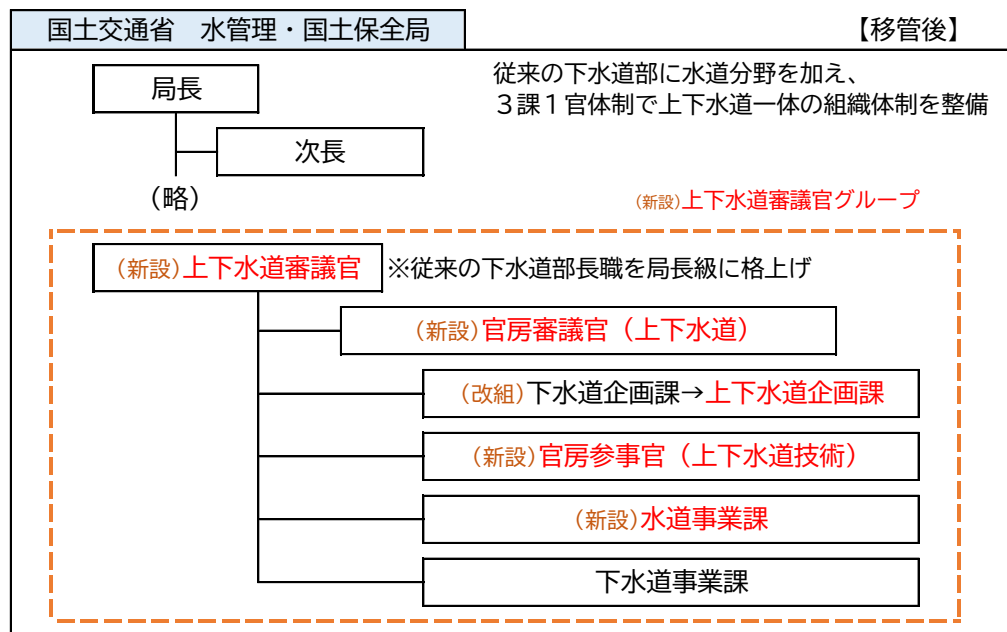 国土交通省　水管理・国土保全局
【移管後】
局長
従来の下水道部に水道分野を加え、
３課１官体制で上下水道一体の組織体制を整備
次長
（略）
（新設）上下水道審議官グループ
（新設）上下水道審議官
※従来の下水道部長職を局長級に格上げ
（新設）官房審議官（上下水道）
（改組）下水道企画課→上下水道企画課
（新設）官房参事官（上下水道技術）
（新設）水道事業課
下水道事業課